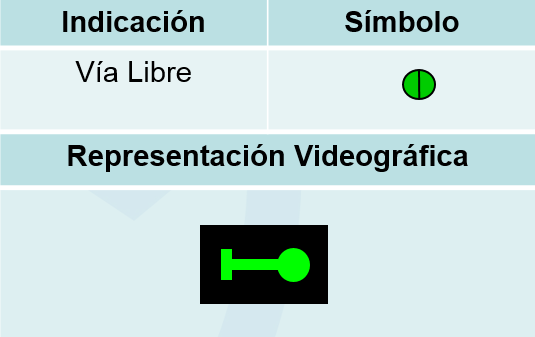 Indicación
Símbolo
Vía Libre
Representación Videográfica